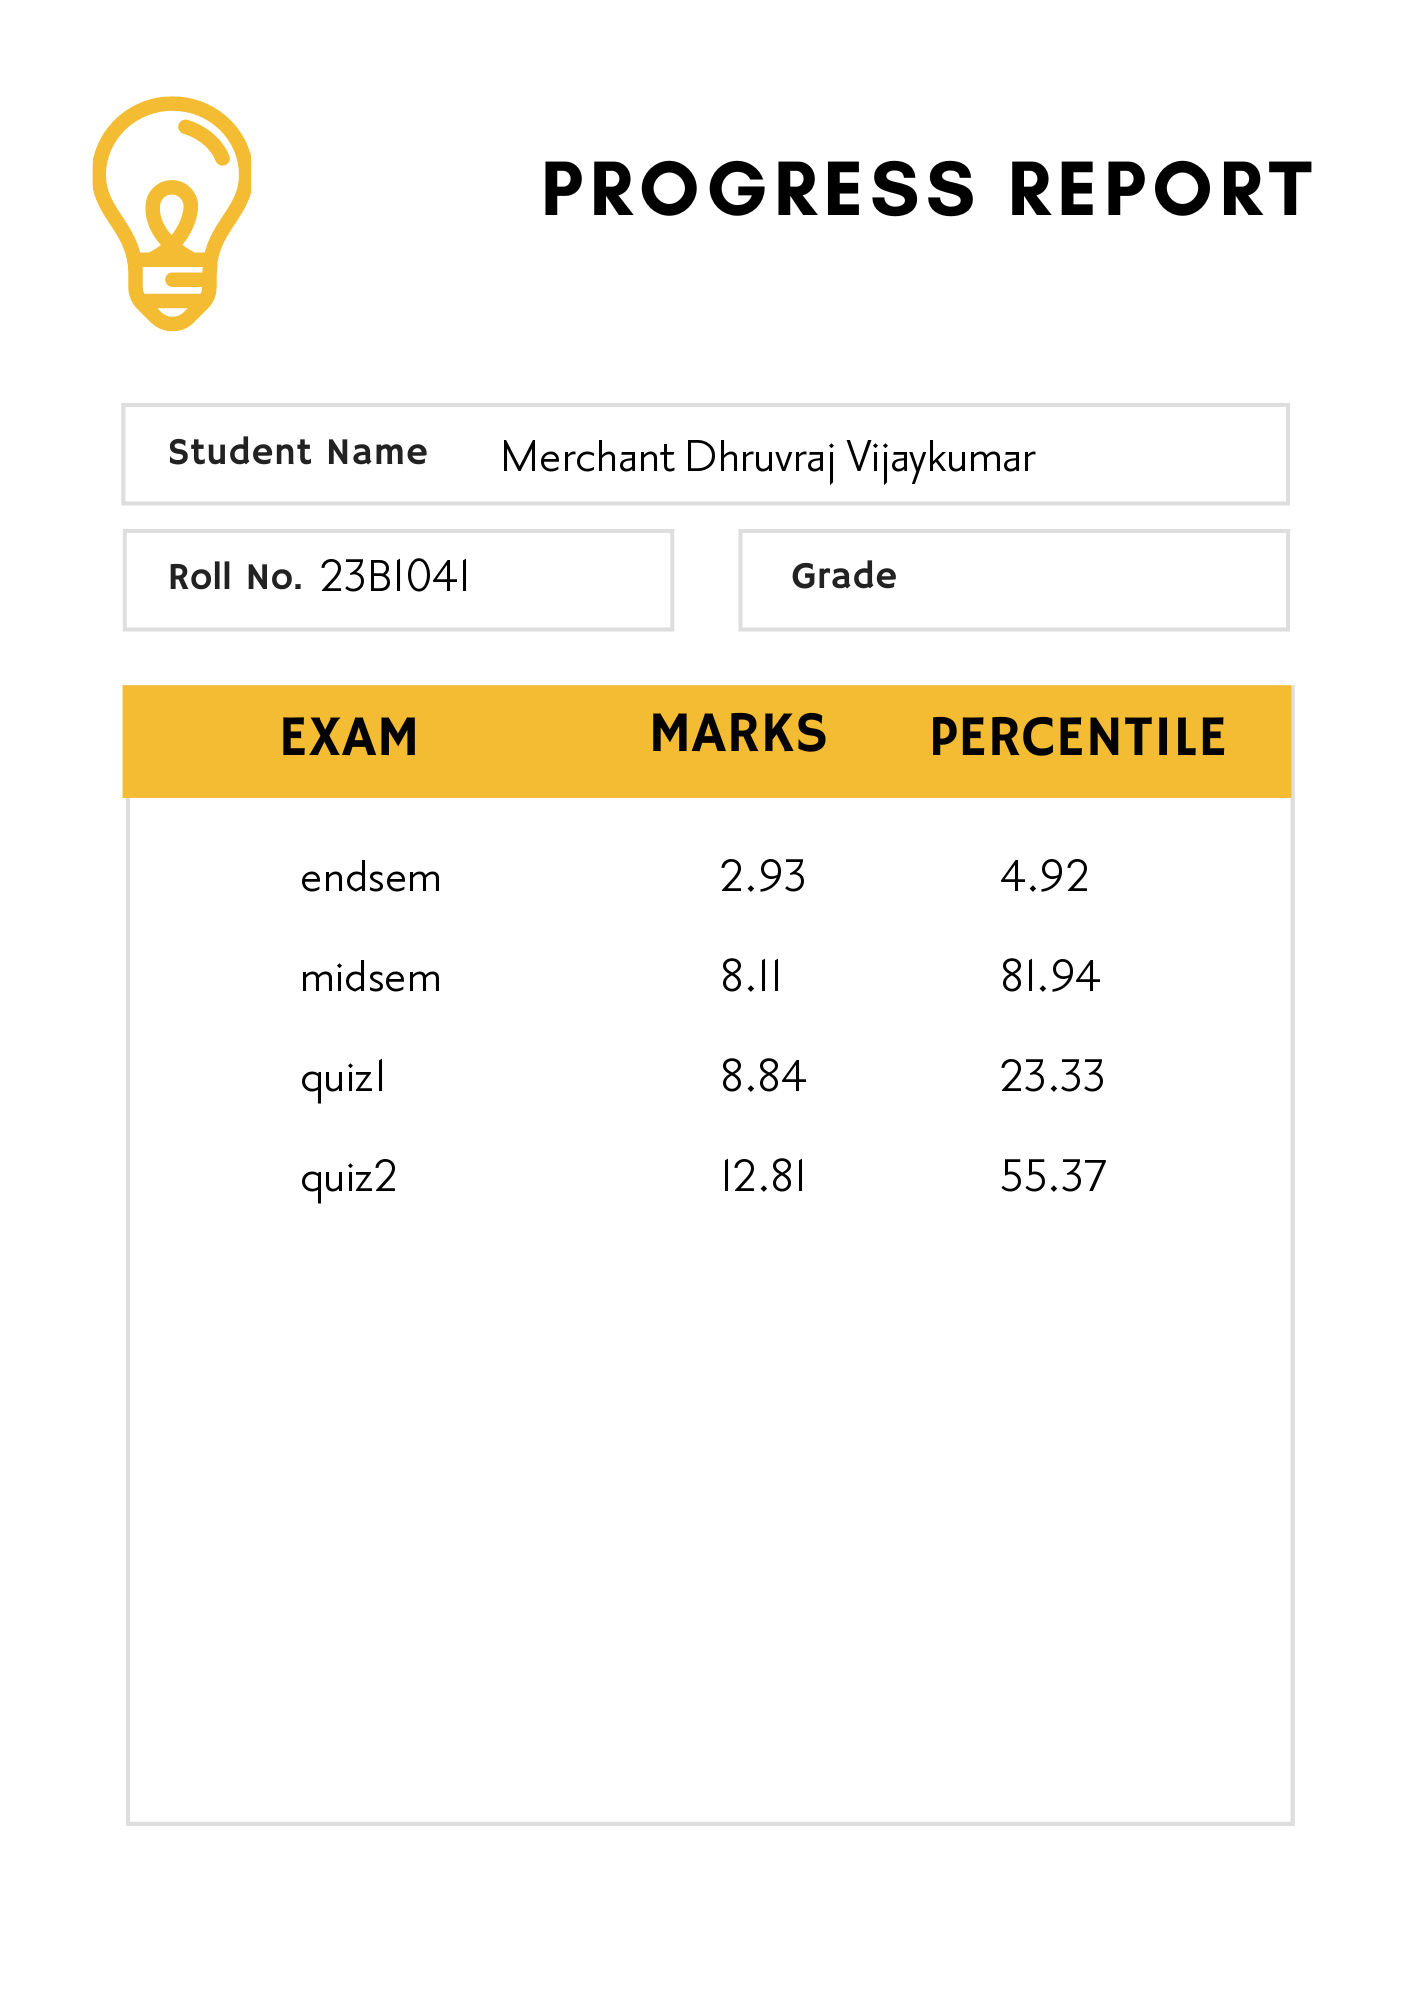 PROGRESS REPORT
Student Name Merchant Dhruvraj Vijaykumar
Roll No. 23B1041 Grade
EXAM MARKS PERCENTILE
endsem 2.93 4.92
midsem 8.11 81.94
quiz1 8.84 23.33
quiz2 12.81 55.37